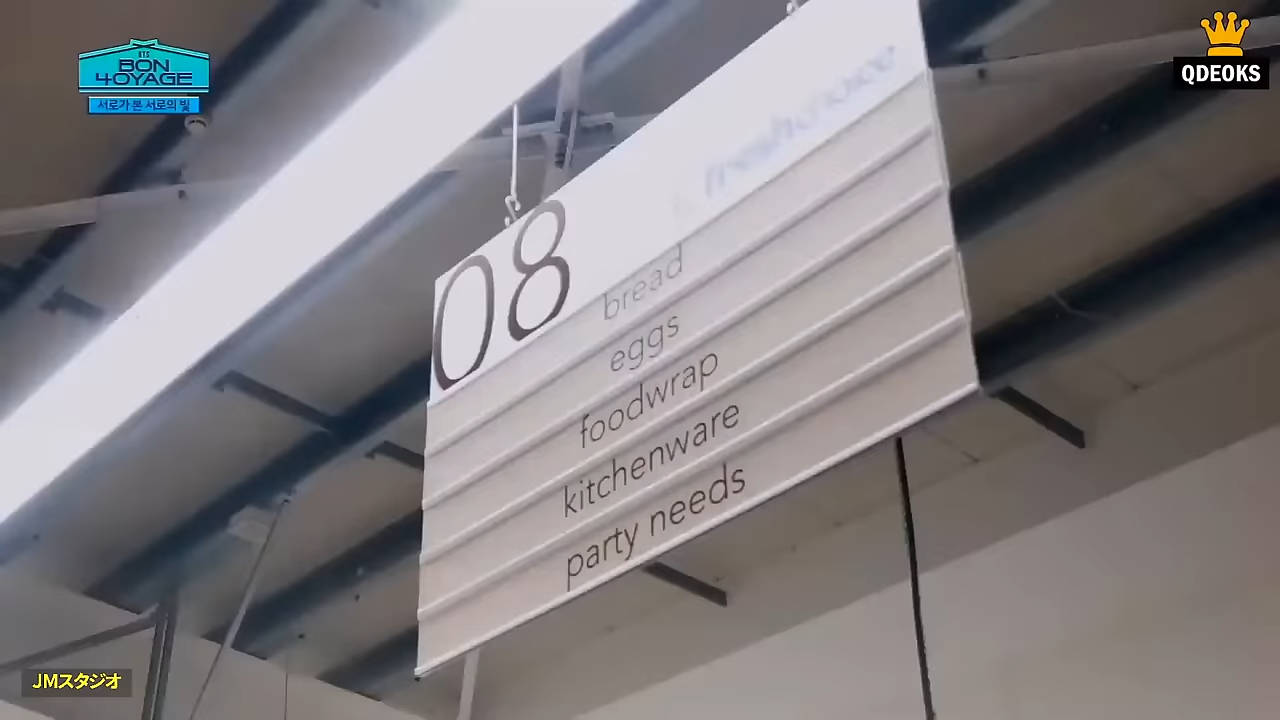 BTS
BON
4OYAGE
서로가 본 서로의 빛
QDEOKS
08
bread
eggs
foodwrap
kitchenware
party needs
JMスタジオ